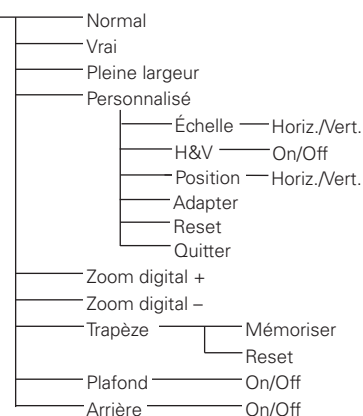 Normal
Vrai
Pleine largeur
Personnalisé
Échelle Horiz./Vert.
H&V On/Off
Position Horiz./Vert.
Adapter
Reset
Quitter
Zoom digital +
Zoom digital –
Trapèze Mémoriser
Reset
Plafond On/Off
Arrière On/Off